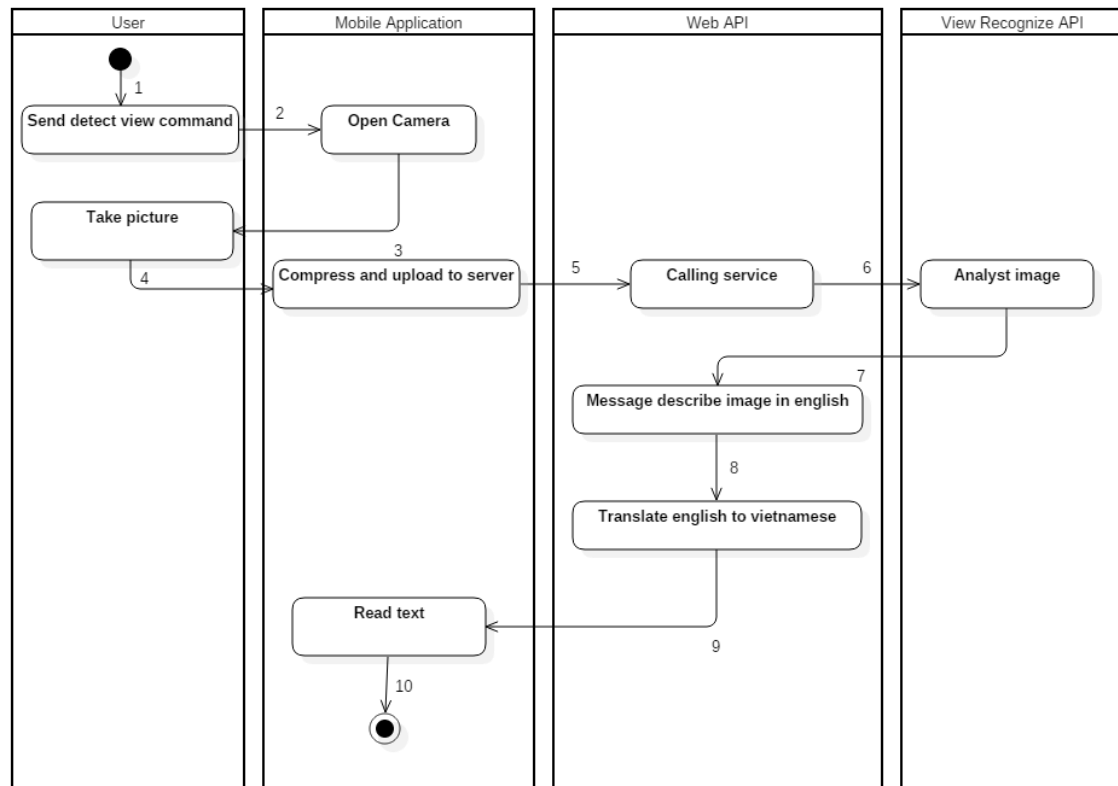 User
Mobile Application
Web API
View Recognize API
1
Send detect view command
2
Open Camera
Take picture
3
4
Compress and upload to server
5
Calling service
6
Analyst image
7
Message describe image in english
8
Translate english to vietnamese
Read text
9
10